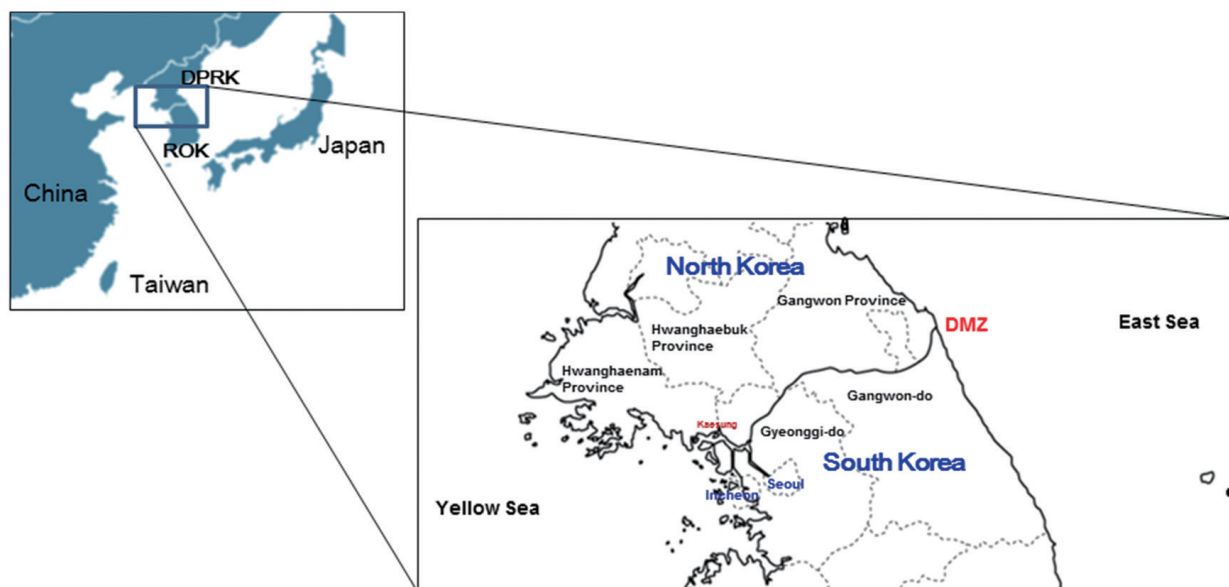 DPRK
ROK
Japan
China
Taiwan
North Korea
Gangwon Province
DMZ
East Sea
Hwanghaebuk
Province
Hwanghaenam
Province
Gangwon-do
Kaesung
Gyeonggi-do
South Korea
Seoul
Incheon
Yellow Sea